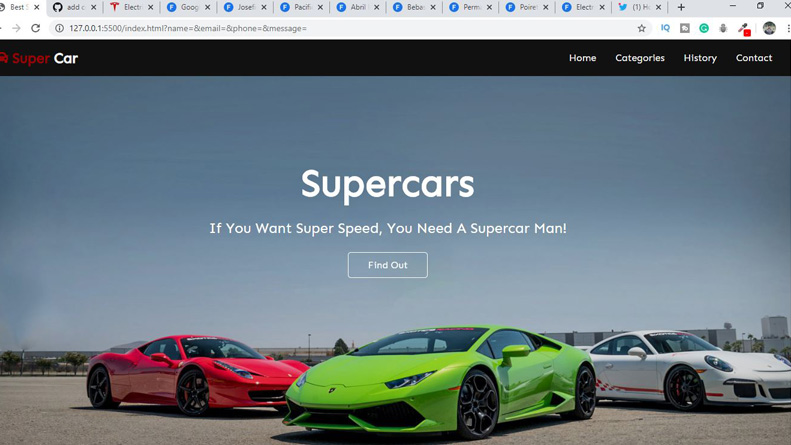 Best
add c
Electr
Goog
Josefi
Pacifi
Abril
Beba
Perm
Poire
Electr
(1) H
127.0.0.1:5500/index.html?name=&email=&phone=&message=
IQ
Super Car
Home Categories History Contact
Supercars
If You Want Super Speed, You Need A Supercar Man!
Find Out